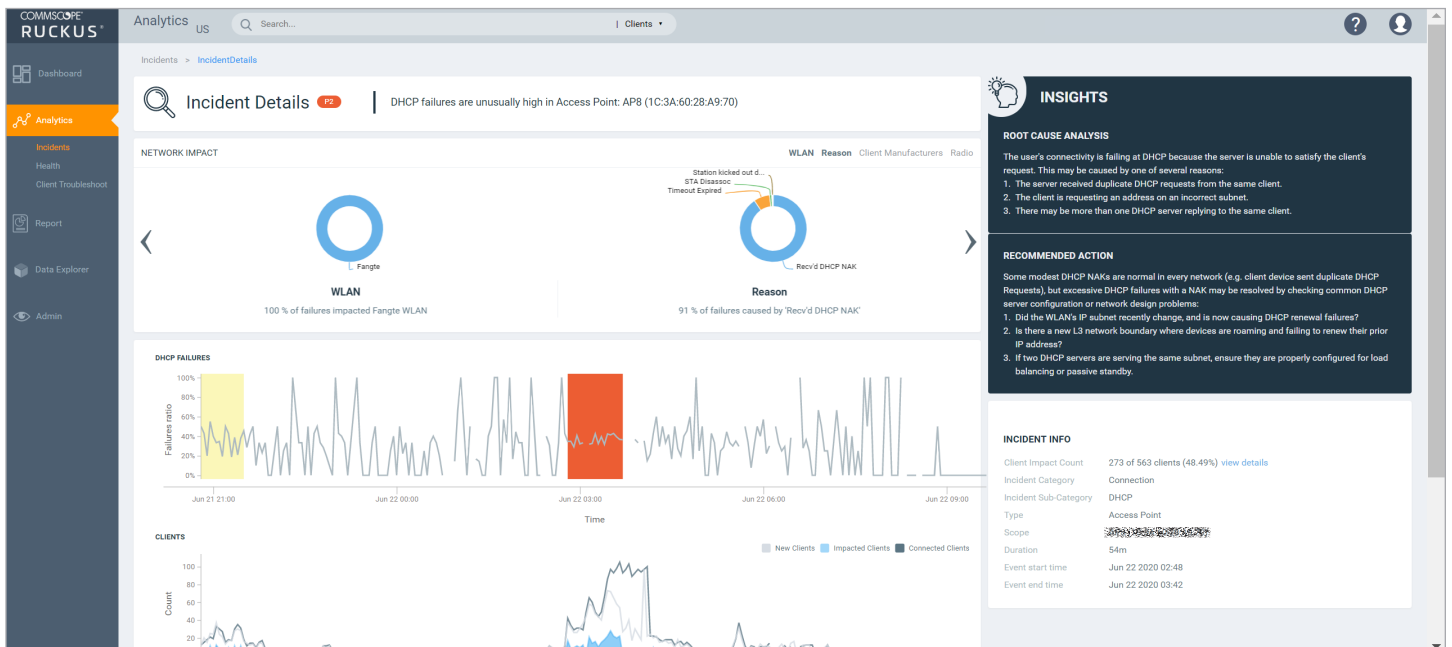 COMMSCOPE
RUCKUS
Analytics US
Search...
| Clients
?
Dashboard
Analytics
Incidents
Health
Client Troubleshoot
Report
Data Explorer
Admin
Incidents > IncidentDetails
Incident Details P2
DHCP failures are unusually high in Access Point: AP8 (1C:3A:60:28:A9:70)
NETWORK IMPACT
WLAN Reason Client Manufacturers Radio
Fangte
WLAN
100 % of failures impacted Fangte WLAN
Station kicked out d...
STA Disassoc
Timeout Expired
Recv'd DHCP NAK
Reason
91 % of failures caused by 'Recv'd DHCP NAK'
DHCP FAILURES
Failures ratio
100%
80%
60%
40%
20%
0%
Jun 21 21:00
Jun 22 00:00
Jun 22 03:00
Jun 22 06:00
Jun 22 09:00
Time
CLIENTS
New Clients Impacted Clients Connected Clients
Count
100
80
60
40
20
INSIGHTS
ROOT CAUSE ANALYSIS
The user's connectivity is failing at DHCP because the server is unable to satisfy the client's
request. This may be caused by one of several reasons:
1. The server received duplicate DHCP requests from the same client.
2. The client is requesting an address on an incorrect subnet.
3. There may be more than one DHCP server replying to the same client.
RECOMMENDED ACTION
Some modest DHCP NAKs are normal in every network (e.g. client device sent duplicate DHCP
Requests), but excessive DHCP failures with a NAK may be resolved by checking common DHCP
server configuration or network design problems:
1. Did the WLAN's IP subnet recently change, and is now causing DHCP renewal failures?
2. Is there a new L3 network boundary where devices are roaming and failing to renew their prior
IP address?
3. If two DHCP servers are serving the same subnet, ensure they are properly configured for load
balancing or passive standby.
INCIDENT INFO
Client Impact Count 273 of 563 clients (48.49%) view details
Incident Category Connection
Incident Sub-Category DHCP
Type Access Point
Scope
Duration 54m
Event start time Jun 22 2020 02:48
Event end time Jun 22 2020 03:42